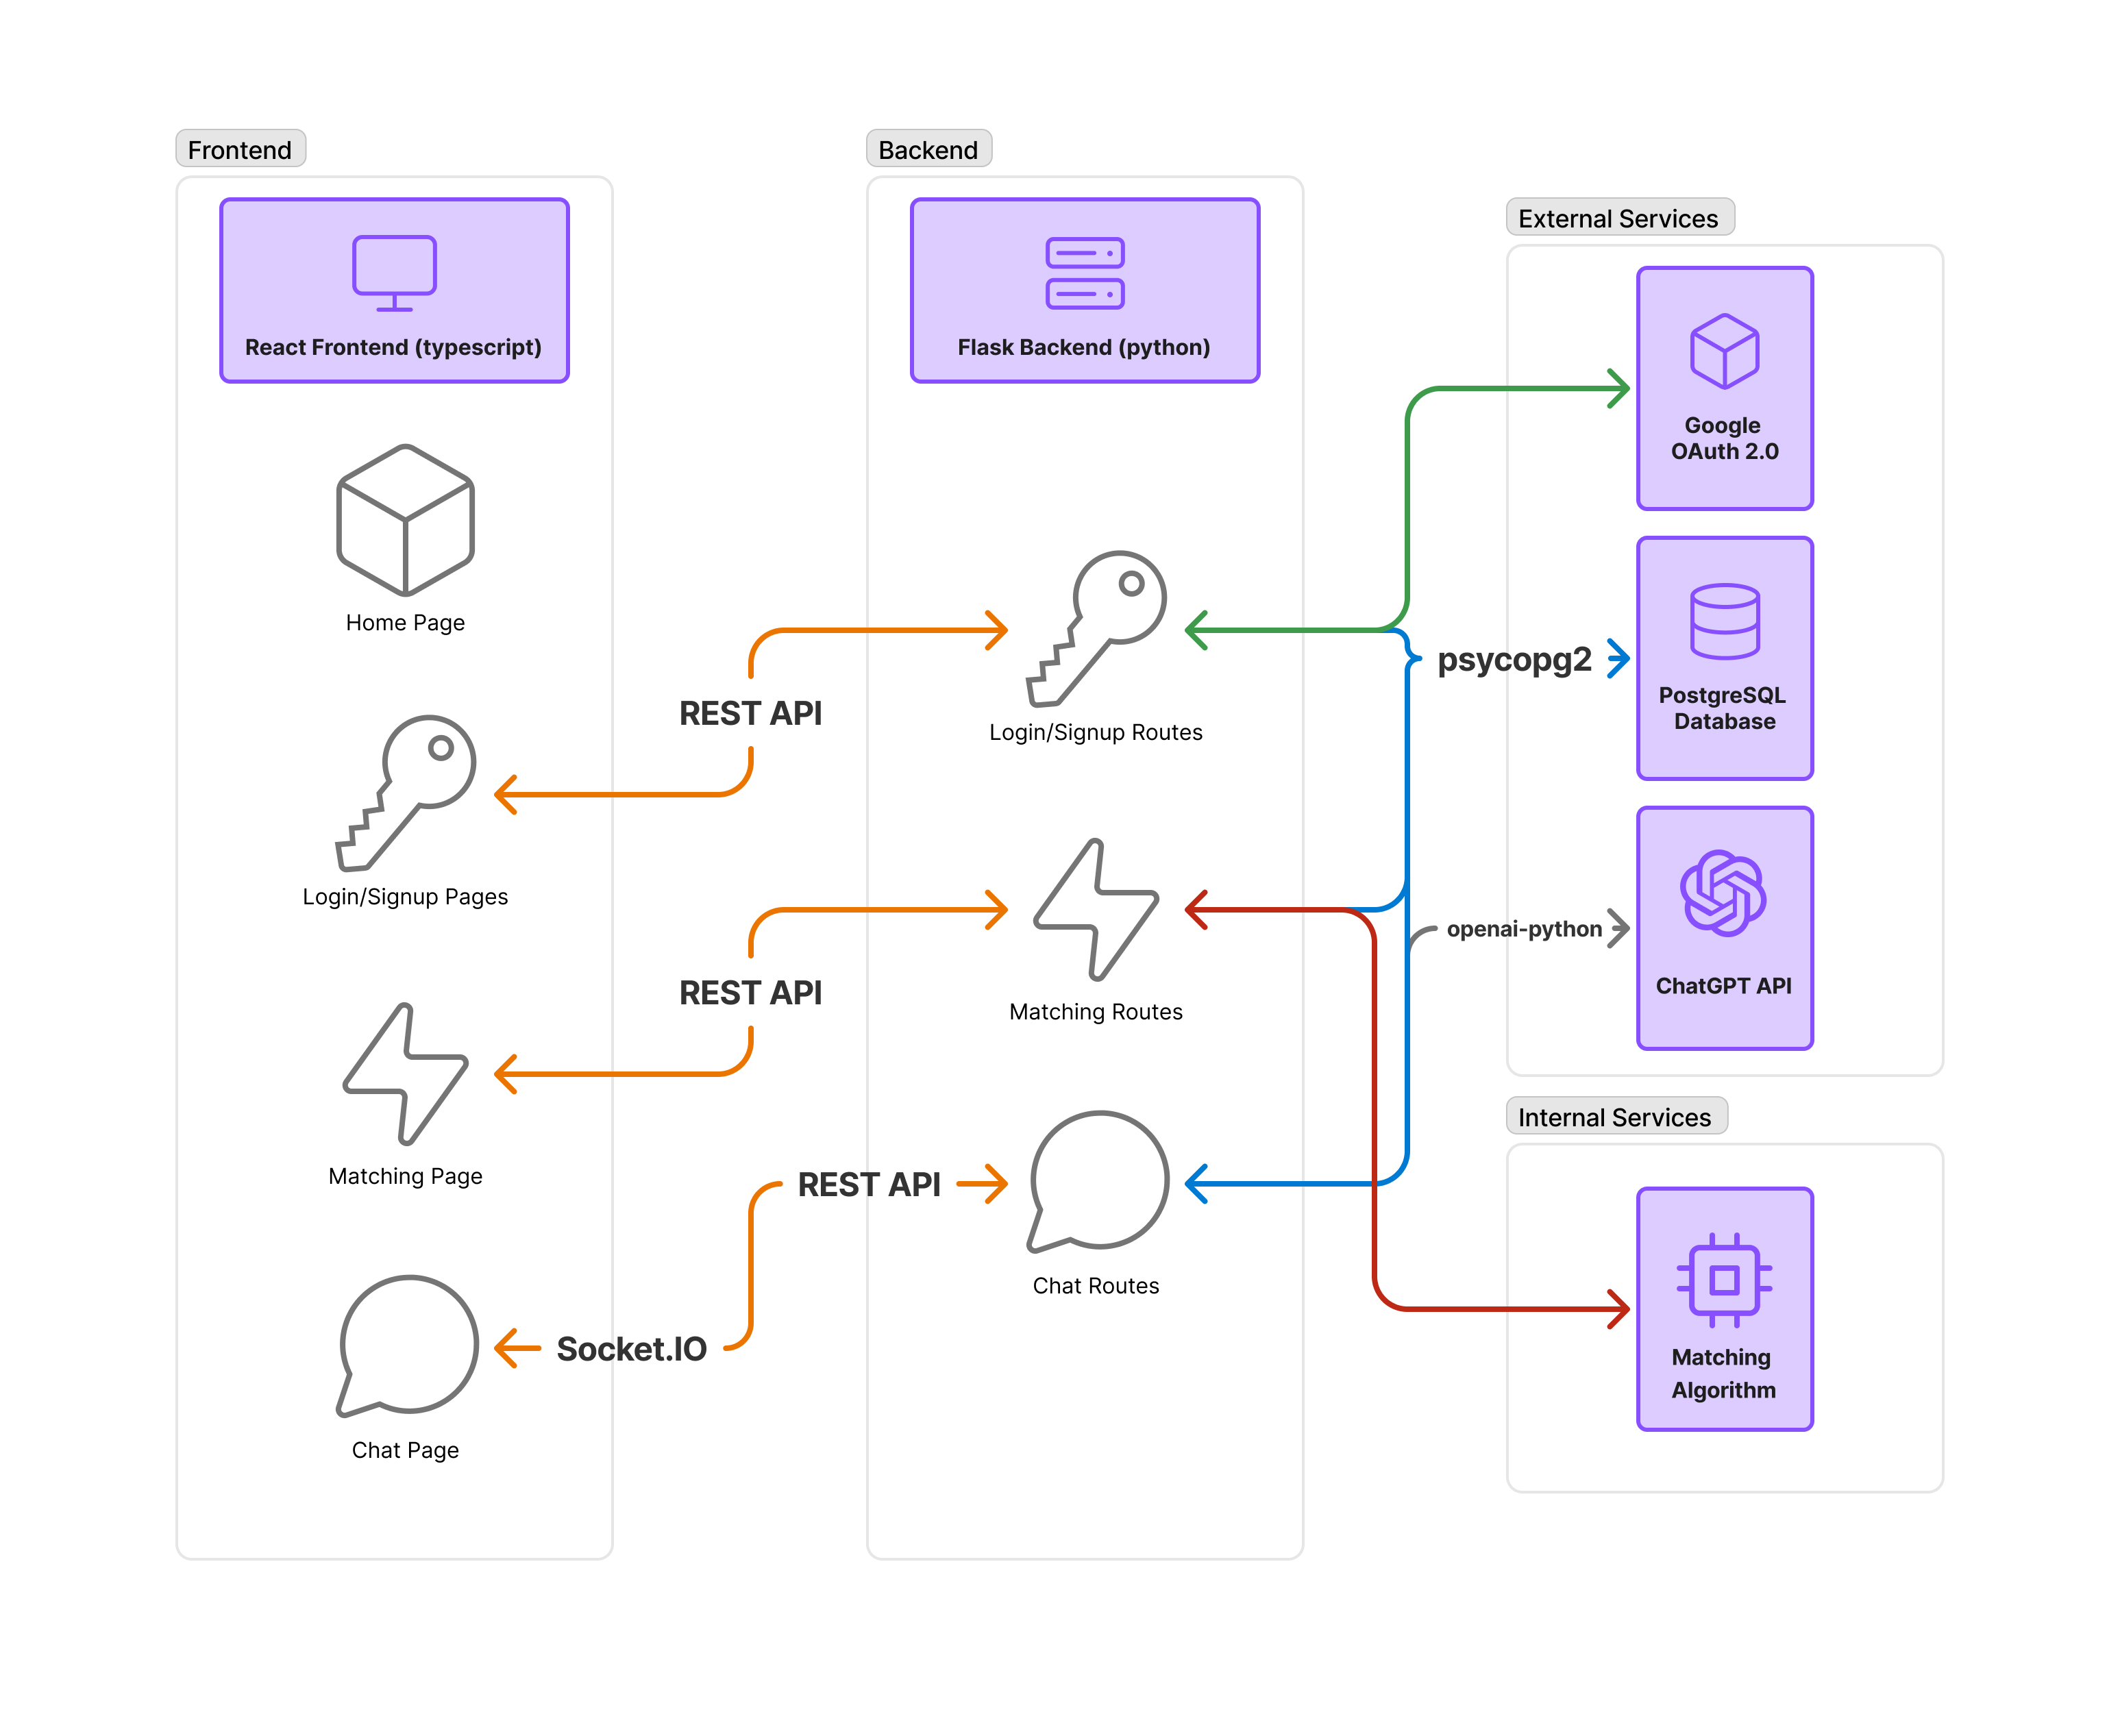 Frontend
React Frontend (typescript)
Home Page
Login/Signup Pages
Matching Page
Chat Page
REST API
REST API
REST API
Socket.IO
Backend
Flask Backend (python)
Login/Signup Routes
Matching Routes
Chat Routes
psycopg2
openai-python
External Services
Google
OAuth 2.0
PostgreSQL
Database
ChatGPT API
Internal Services
Matching
Algorithm